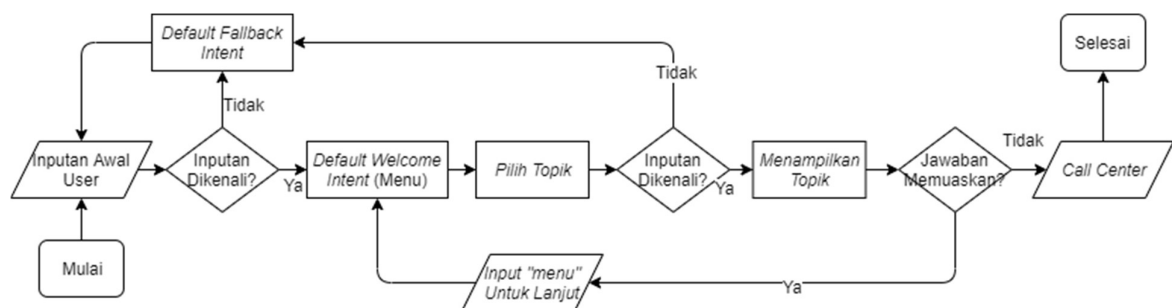 Default Fallback
Intent
Selesai
Tidak
Tidak
Tidak
Inputan Awal
User
Inputan
Dikenali?
Ya
Default Welcome
Intent (Menu)
Pilih Topik
Inputan
Dikenali?
Ya
Menampilkan
Topik
Jawaban
Memuaskan?
Call Center
Mulai
Input "menu"
Untuk Lanjut
Ya